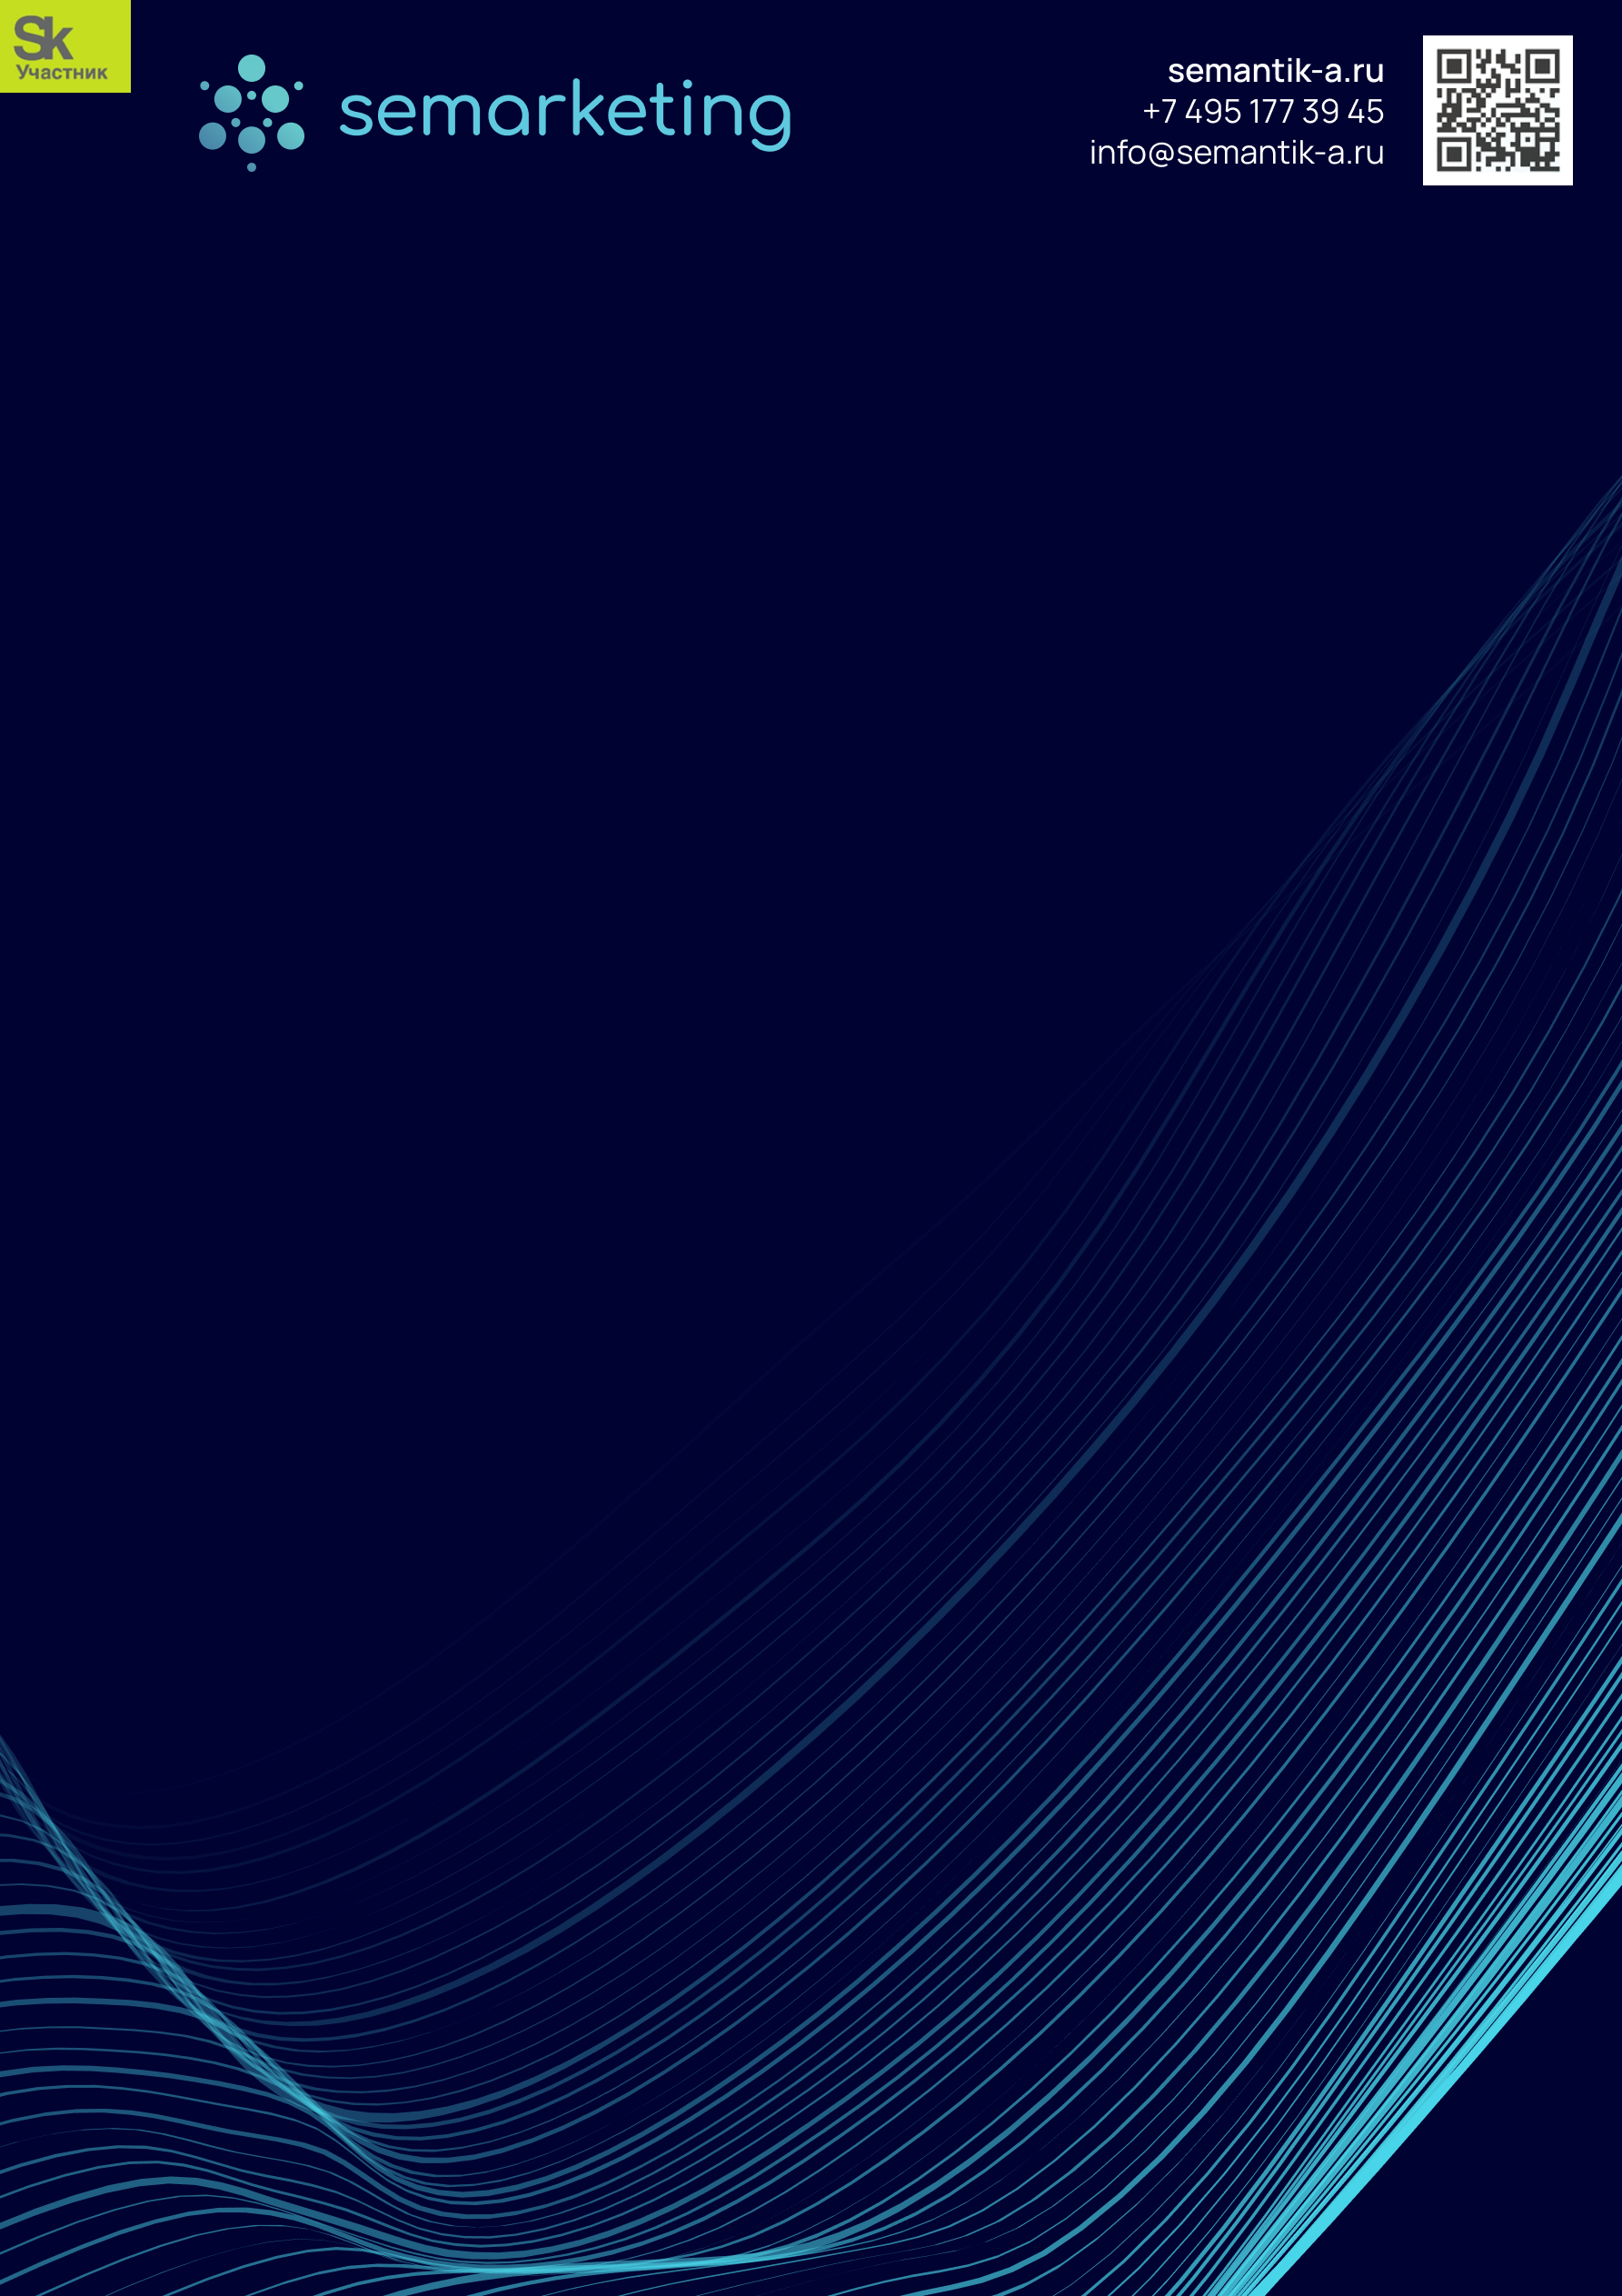 Sk
Участник
semarketing
semantik-a.ru
+7 495 177 39 45
info@semantik-a.ru